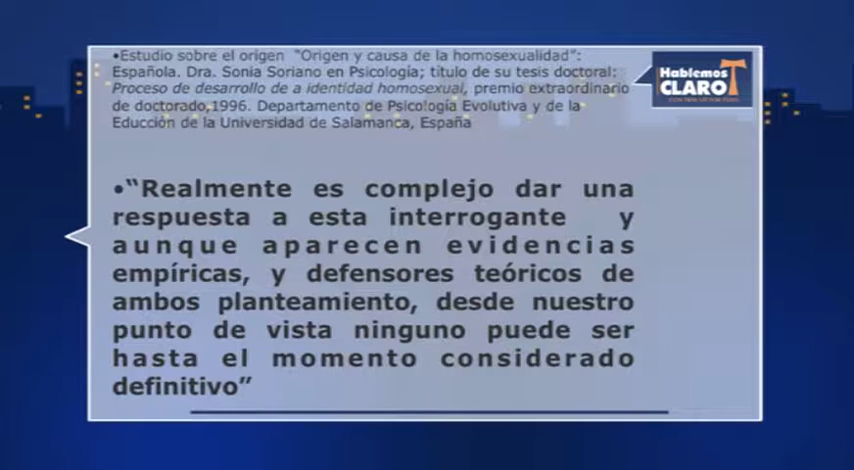 •Estudio sobre el origen "Origen y causa de la homosexualidad":
Española. Dra. Sonia Soriano en Psicología; título de su tesis doctoral:
Proceso de desarrollo de a identidad homosexual, premio extraordinario
de doctorado,1996. Departamento de Psicología Evolutiva y de la
Educción de la Universidad de Salamanca, España
Hablemos
CLARO
•"Realmente es complejo dar una
respuesta a esta interrogante y
aunque aparecen evidencias
empíricas, y defensores teóricos de
ambos planteamiento, desde nuestro
punto de vista ninguno puede ser
hasta el momento considerado
definitivo"